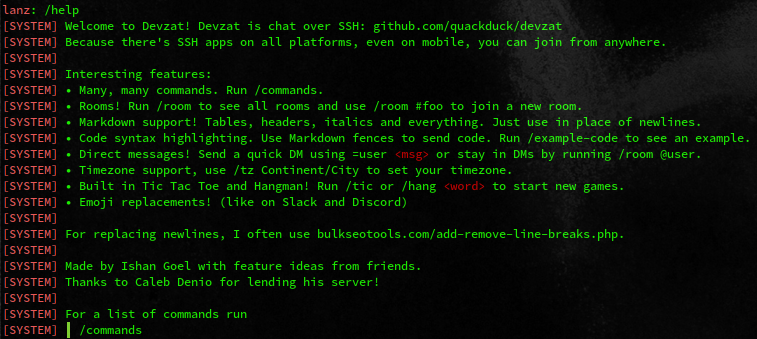 lanz: /help
[SYSTEM] Welcome to Devzat! Devzat is chat over SSH: github.com/quackduck/devzat
[SYSTEM] Because there's SSH apps on all platforms, even on mobile, you can join from anywhere.
[SYSTEM]
[SYSTEM] Interesting features:
[SYSTEM] • Many, many commands. Run /commands.
[SYSTEM] • Rooms! Run /room to see all rooms and use /room #foo to join a new room.
[SYSTEM] • Markdown support! Tables, headers, italics and everything. Just use in place of newlines.
[SYSTEM] • Code syntax highlighting. Use Markdown fences to send code. Run /example-code to see an example.
[SYSTEM] • Direct messages! Send a quick DM using =user <msg> or stay in DMs by running /room @user.
[SYSTEM] • Timezone support, use /tz Continent/City to set your timezone.
[SYSTEM] • Built in Tic Tac Toe and Hangman! Run /tic or /hang <word> to start new games.
[SYSTEM] • Emoji replacements! (like on Slack and Discord)
[SYSTEM]
[SYSTEM] For replacing newlines, I often use bulkseotools.com/add-remove-line-breaks.php.
[SYSTEM]
[SYSTEM] Made by Ishan Goel with feature ideas from friends.
[SYSTEM] Thanks to Caleb Denio for lending his server!
[SYSTEM]
[SYSTEM] For a list of commands run
[SYSTEM] ┃ /commands